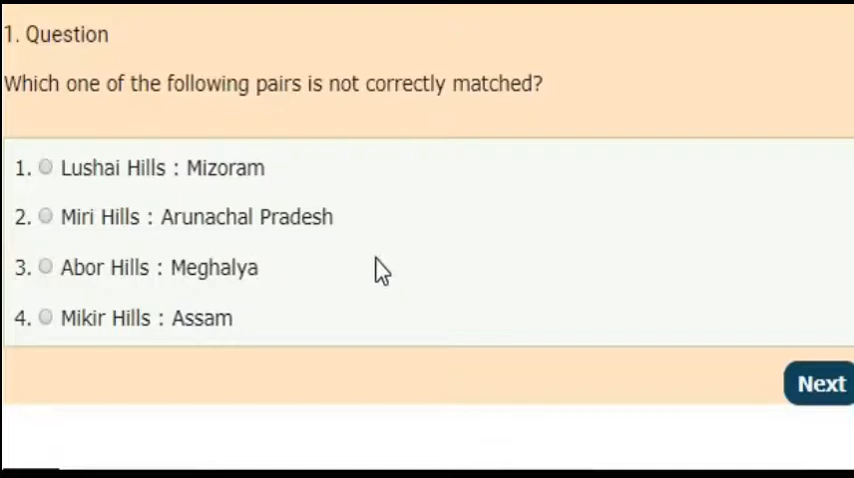 1. Question
Which one of the following pairs is not correctly matched?
1. Lushai Hills : Mizoram
2. Miri Hills : Arunachal Pradesh
3. Abor Hills : Meghalya
4. Mikir Hills : Assam
Next